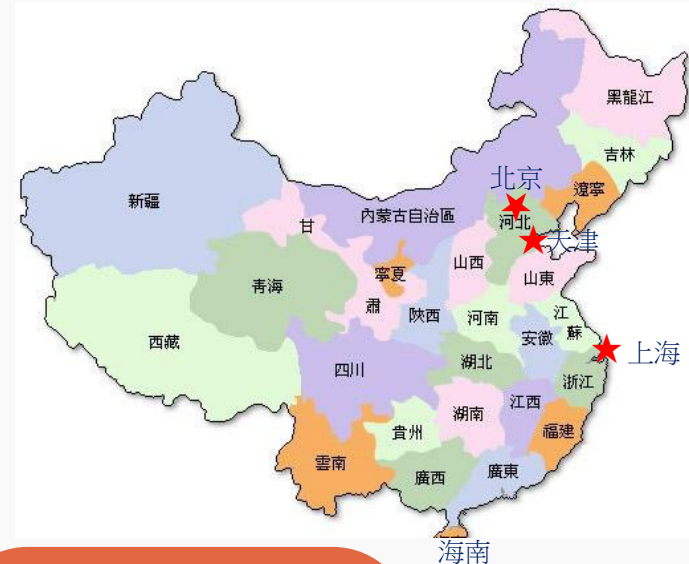 黑龍江
吉林
遼寧
北京
新疆
內蒙古自治區
河北
甘
天津
山西
寧夏
山東
青海
肅
陝西
河南
江
蘇
安徽
上海
西藏
四川
湖北
浙江
江西
湖南
貴州
福建
雲南
廣西
廣東
海南